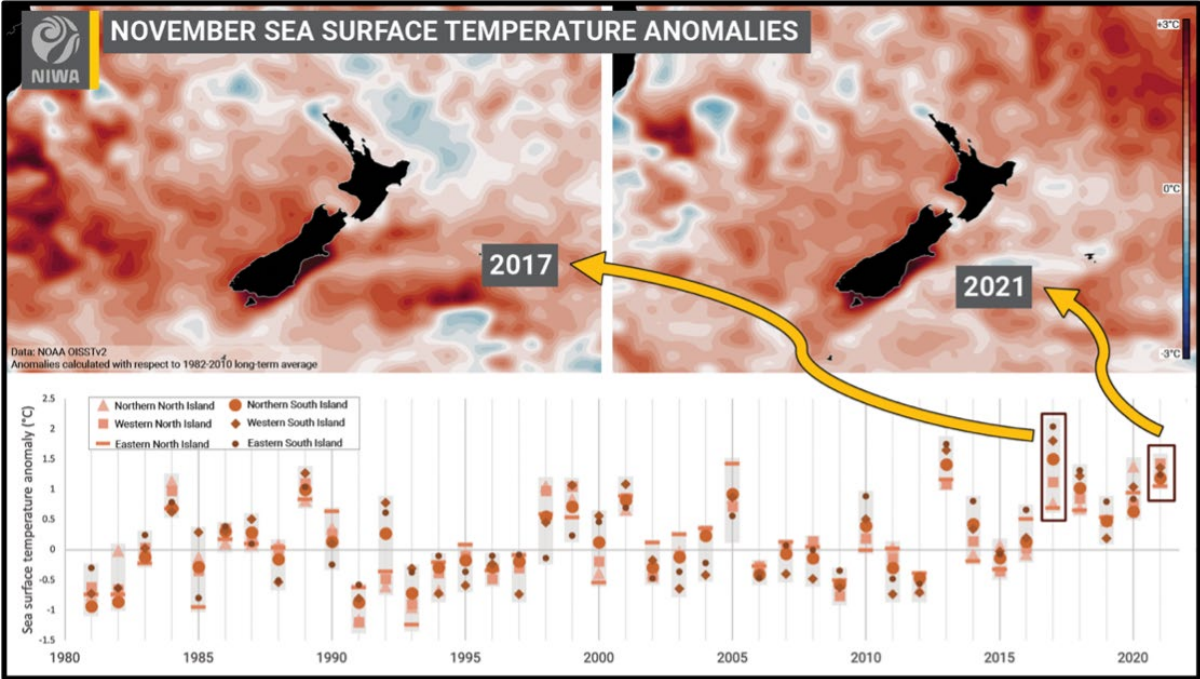 NIWA
NOVEMBER SEA SURFACE TEMPERATURE ANOMALIES
+3°C
0°C
-3°C
2017
2021
Data: NOAA OISSTv2
Anomalies calculated with respect to 1982-2010 long-term average
Sea surface temperature anomaly (°C)
2.5
2
1.5
1
0.5
0
-0.5
-1
-1.5
Northern North Island
Northern South Island
Western North Island
Western South Island
Eastern North Island
Eastern South Island
1980 1985 1990 1995 2000 2005 2010 2015 2020